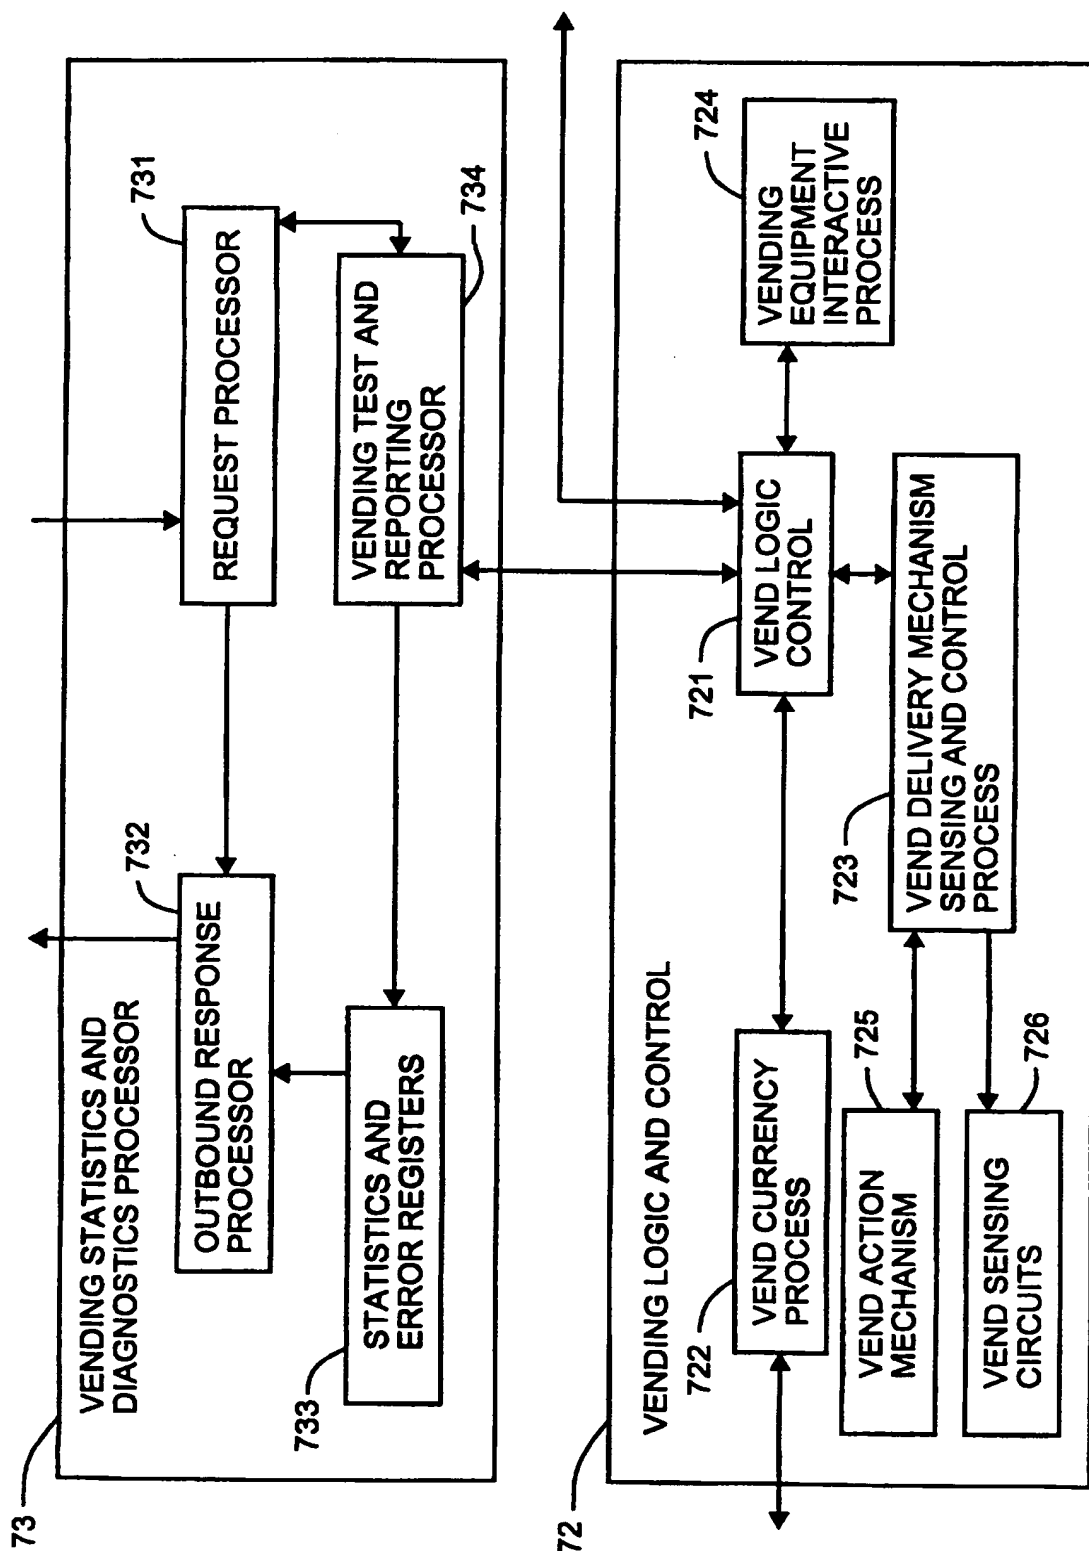 73
VENDING STATISTICS AND
DIAGNOSTICS PROCESSOR
732
OUTBOUND RESPONSE
PROCESSOR
731
REQUEST PROCESSOR
733
STATISTICS AND
ERROR REGISTERS
VENDING TEST AND
REPORTING
PROCESSOR
734
72
VENDING LOGIC AND CONTROL
722
VEND CURRENCY
PROCESS
721
VEND LOGIC
CONTROL
724
VENDING
EQUIPMENT
INTERACTIVE
PROCESS
725
VEND ACTION
MECHANISM
723
VEND DELIVERY MECHANISM
SENSING AND CONTROL
PROCESS
726
VEND SENSING
CIRCUITS